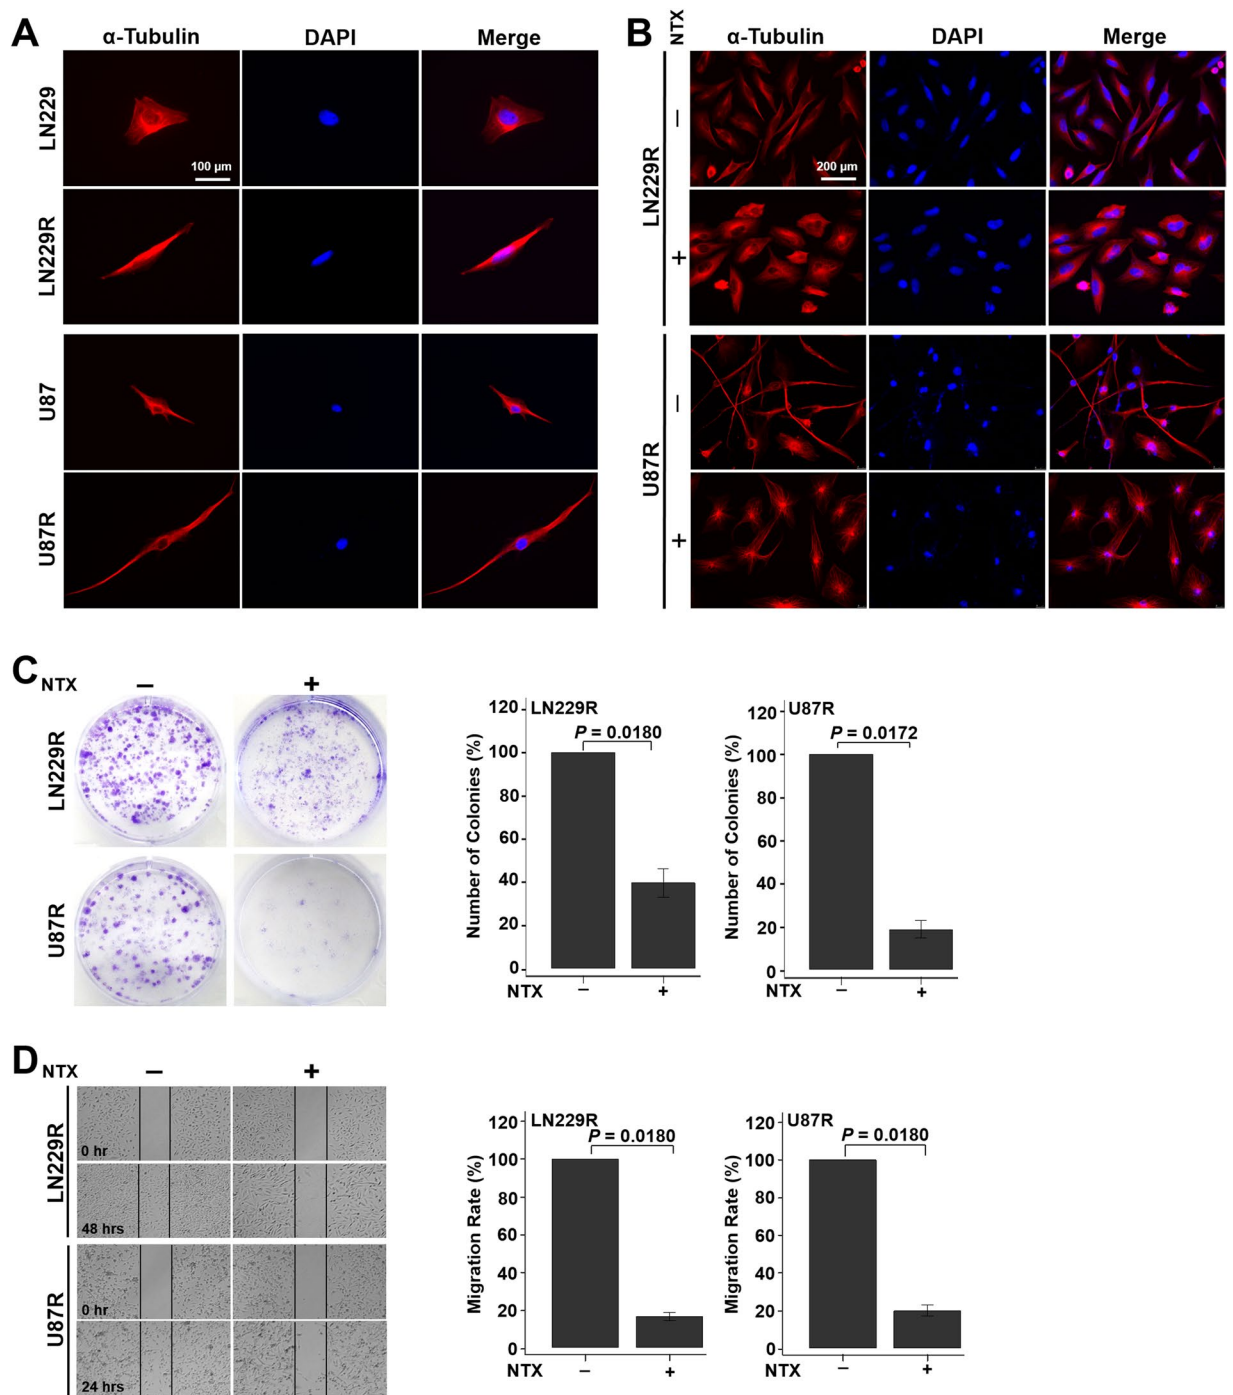 A
α-Tubulin
DAPI
Merge
LN229
100 µm
LN229R
U87
U87R
B
NTX
α-Tubulin
DAPI
Merge
LN229R
−
200 µm
+
U87R
−
+
C
NTX − +
LN229R
U87R
LN229R
P = 0.0180
Number of Colonies (%)
120
100
80
60
40
20
0
NTX − +
U87R
P = 0.0172
Number of Colonies (%)
120
100
80
60
40
20
0
NTX − +
D
NTX − +
LN229R
0 hr
48 hrs
U87R
0 hr
24 hrs
LN229R
P = 0.0180
Migration Rate (%)
120
100
80
60
40
20
0
NTX − +
U87R
P = 0.0180
Migration Rate (%)
120
100
80
60
40
20
0
NTX − +